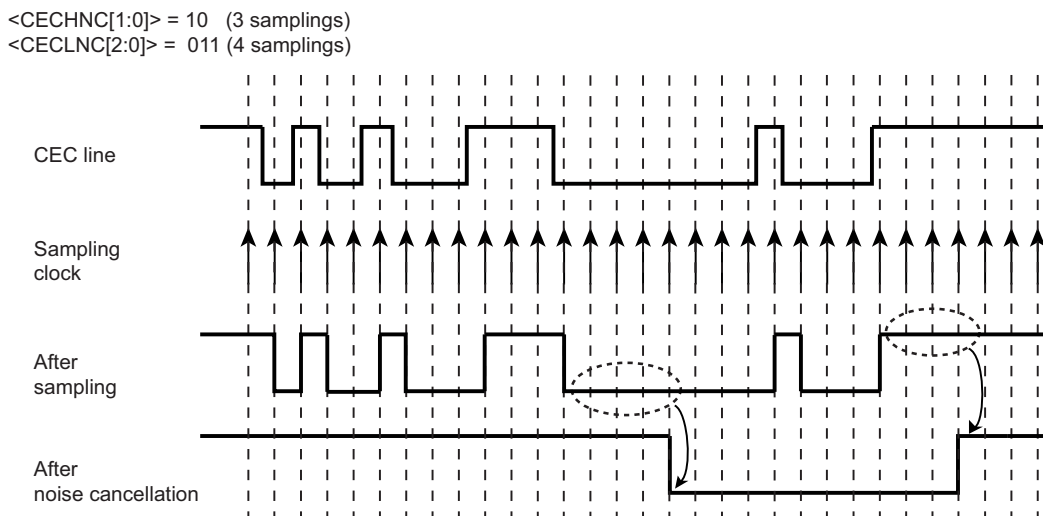 <CECHNC[1:0]> = 10 (3 samplings)
<CECLNC[2:0]> = 011 (4 samplings)
CEC line
Sampling
clock
After
sampling
After
noise cancellation